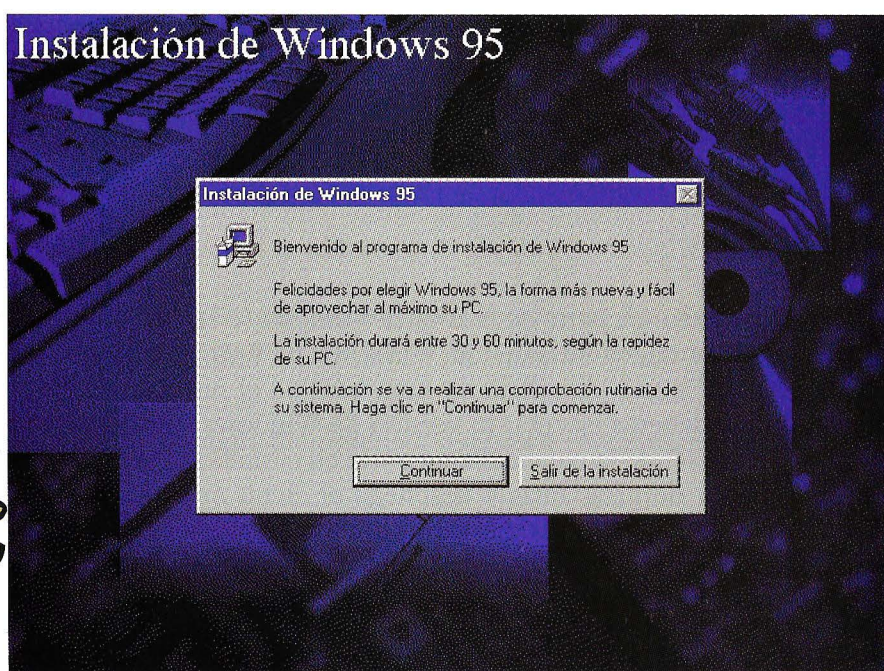 Instalación de Windows 95
Instalación de Windows 95
Bienvenido al programa de instalación de Windows 95
Felicidades por elegir Windows 95, la forma más nueva y fácil
de aprovechar al máximo su PC.
La instalación durará entre 30 y 60 minutos, según la rapidez
de su PC.
A continuación se va a realizar una comprobación rutinaria de
su sistema. Haga clic en "Continuar" para comenzar.
Continuar
Salir de la instalación